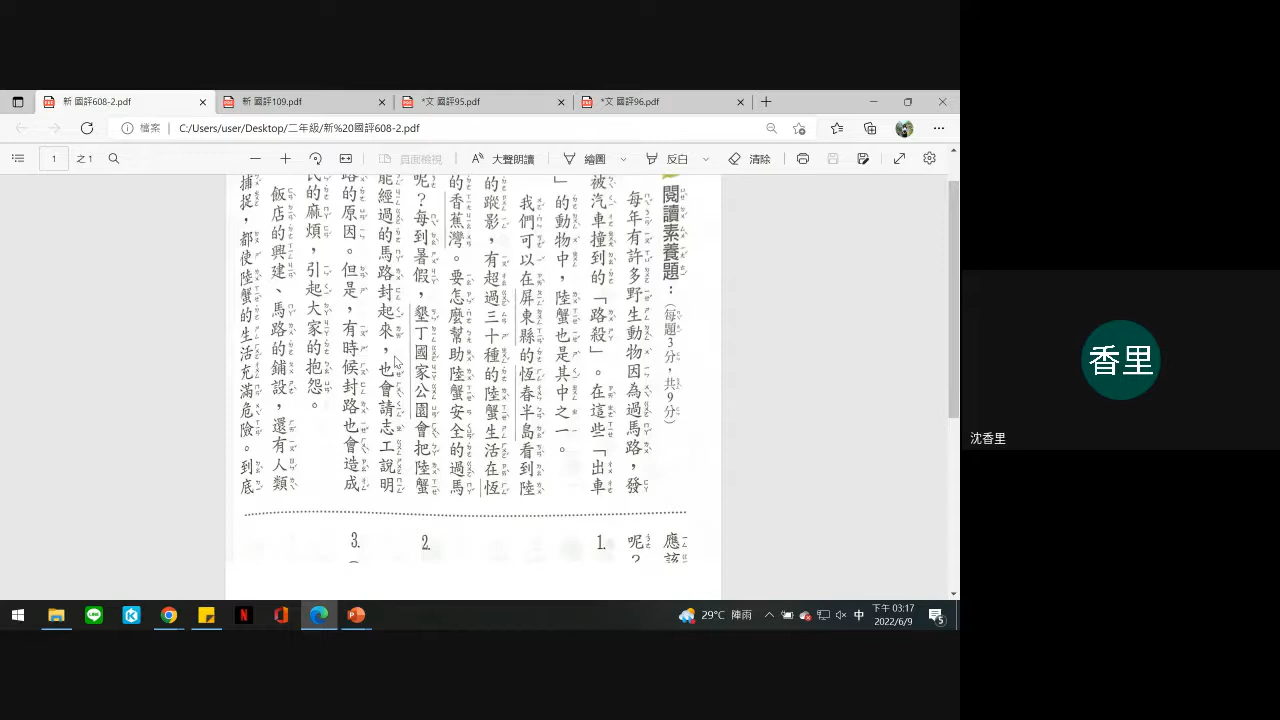 新 國評608-2.pdf
新 國評109.pdf
*文 國評95.pdf
*文 國評96.pdf
檔案
C:/Users/user/Desktop/二年級/新%20國評608-2.pdf
1
之1
頁面檢視
大聲朗讀
繪圖
反白
清除
閱讀素養題：（每題3分，共9分）
每年有許多野生動物因為過馬路，發
被汽車撞到的「路殺」。在這些「出車
」的動物中，陸蟹也是其中之一。
我們可以在屏東縣的恆春半島看到陸
的蹤影，有超過三十種的陸蟹生活在恆
的香蕉灣。要怎麼幫助陸蟹安全的過馬
呢？每到暑假，墾丁國家公園會把陸蟹
能經過的馬路封起來，也會請志工說明
路的原因。但是，有時候封路也會造成
民的麻煩，引起大家的抱怨。
飯店的興建、馬路的鋪設，還有人類
捕捉，都使陸蟹的生活充滿危險。到底
應該
呢？
1.
2.
3.
29°C 陣雨
中
下午 03:17
2022/6/9
5
香里
沈香里